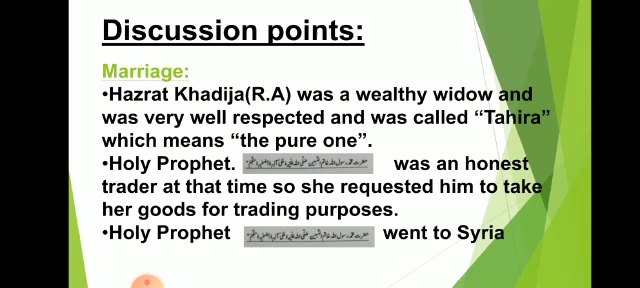 Discussion points:
Marriage:
•Hazrat Khadija(R.A) was a wealthy widow and
was very well respected and was called “Tahira”
which means “the pure one”.
•Holy Prophet. was an honest
trader at that time so she requested him to take
her goods for trading purposes.
•Holy Prophet went to Syria